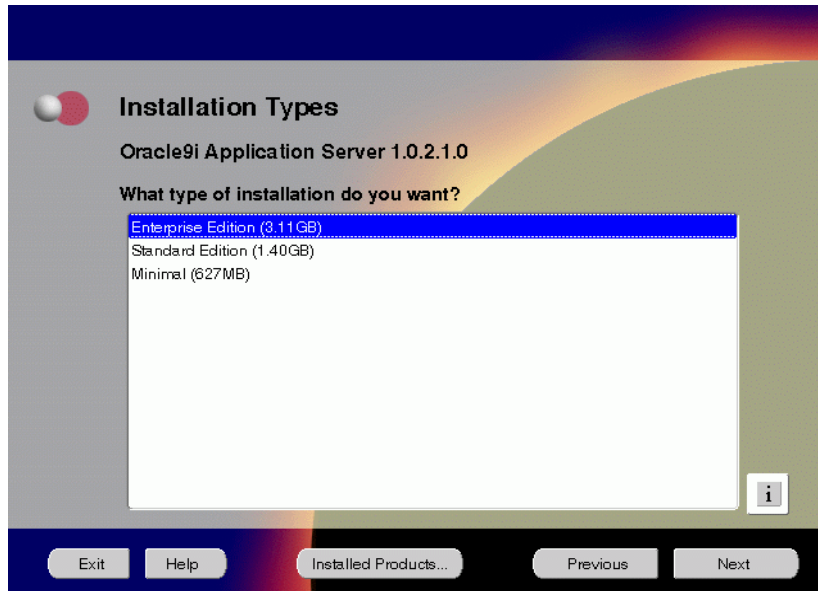 Installation Types
Oracle9i Application Server 1.0.2.1.0
What type of installation do you want?
Enterprise Edition (3.11GB)
Standard Edition (1.40GB)
Minimal (627MB)
i
Exit Help Installed Products... Previous Next